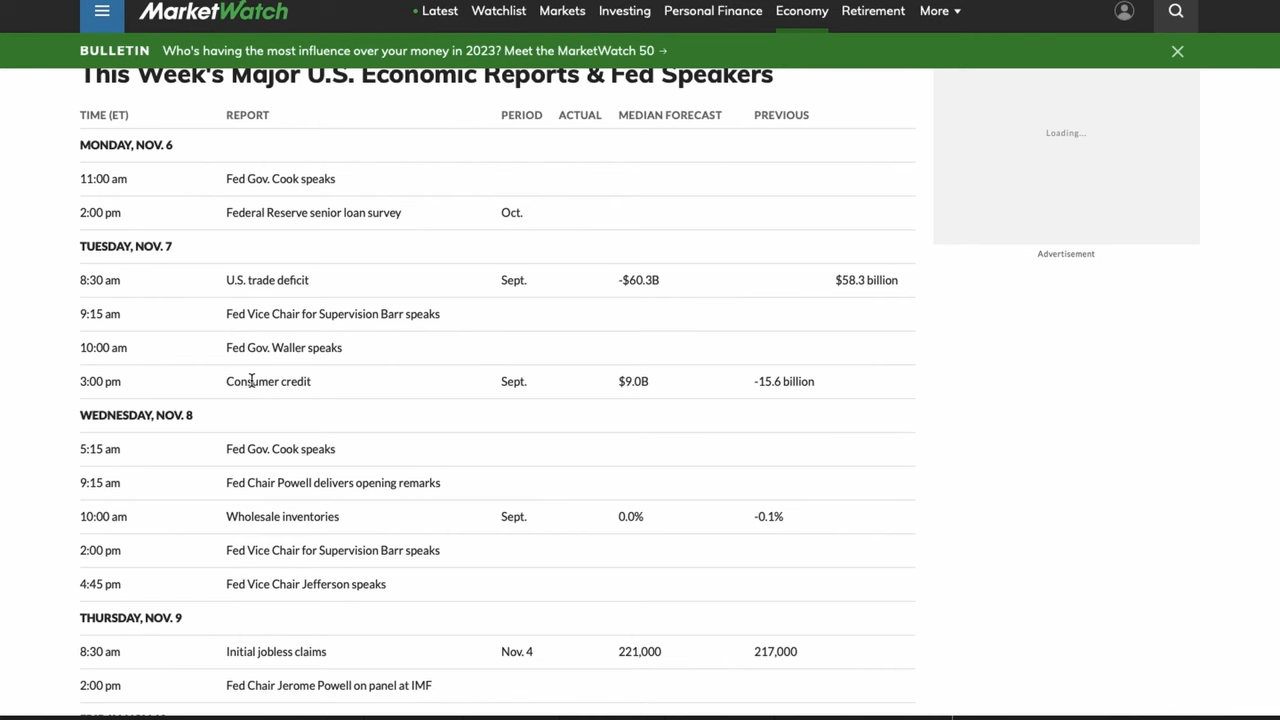 MarketWatch Latest Watchlist Markets Investing Personal Finance Economy Retirement More
BULLETIN Who's having the most influence over your money in 2023? Meet the MarketWatch 50 →
This Week's Major U.S. Economic Reports & Fed Speakers
TIME (ET) REPORT PERIOD ACTUAL MEDIAN FORECAST PREVIOUS
MONDAY, NOV. 6
11:00 am Fed Gov. Cook speaks
2:00 pm Federal Reserve senior loan survey Oct.
TUESDAY, NOV. 7
8:30 am U.S. trade deficit Sept. -$60.3B $58.3 billion
9:15 am Fed Vice Chair for Supervision Barr speaks
10:00 am Fed Gov. Waller speaks
3:00 pm Consumer credit Sept. $9.0B -15.6 billion
WEDNESDAY, NOV. 8
5:15 am Fed Gov. Cook speaks
9:15 am Fed Chair Powell delivers opening remarks
10:00 am Wholesale inventories Sept. 0.0% -0.1%
2:00 pm Fed Vice Chair for Supervision Barr speaks
4:45 pm Fed Vice Chair Jefferson speaks
THURSDAY, NOV. 9
8:30 am Initial jobless claims Nov. 4 221,000 217,000
2:00 pm Fed Chair Jerome Powell on panel at IMF
Loading...
Advertisement